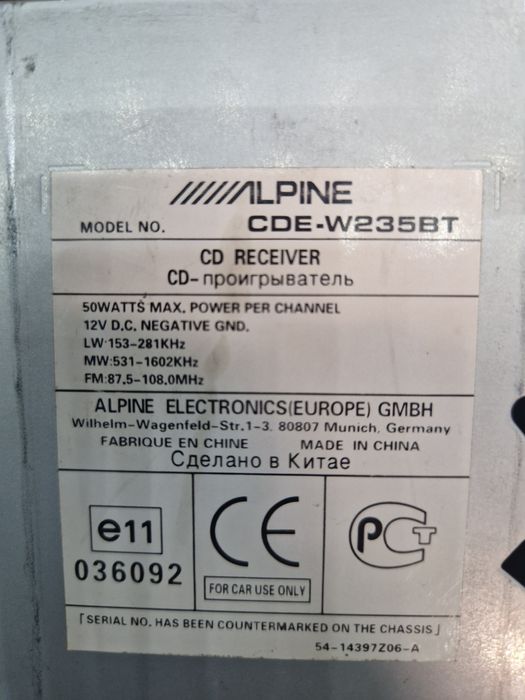 /////ALPINE
MODEL NO. CDE-W235BT
CD RECEIVER
CD-проигрыватель
50WATTS MAX. POWER PER CHANNEL
12V D.C. NEGATIVE GND.
LW:153-281KHz
MW:531-1602KHz
FM:87.5-108.0MHz
ALPINE ELECTRONICS(EUROPE) GMBH
Wilhelm-Wagenfeld-Str.1-3. 80807 Munich, Germany
FABRIQUE EN CHINE MADE IN CHINA
Сделано в Китае
e11 CE РСТ
036092 FOR CAR USE ONLY
「SERIAL NO. HAS BEEN COUNTERMARKED ON THE CHASSIS」
54-14397Z06-A